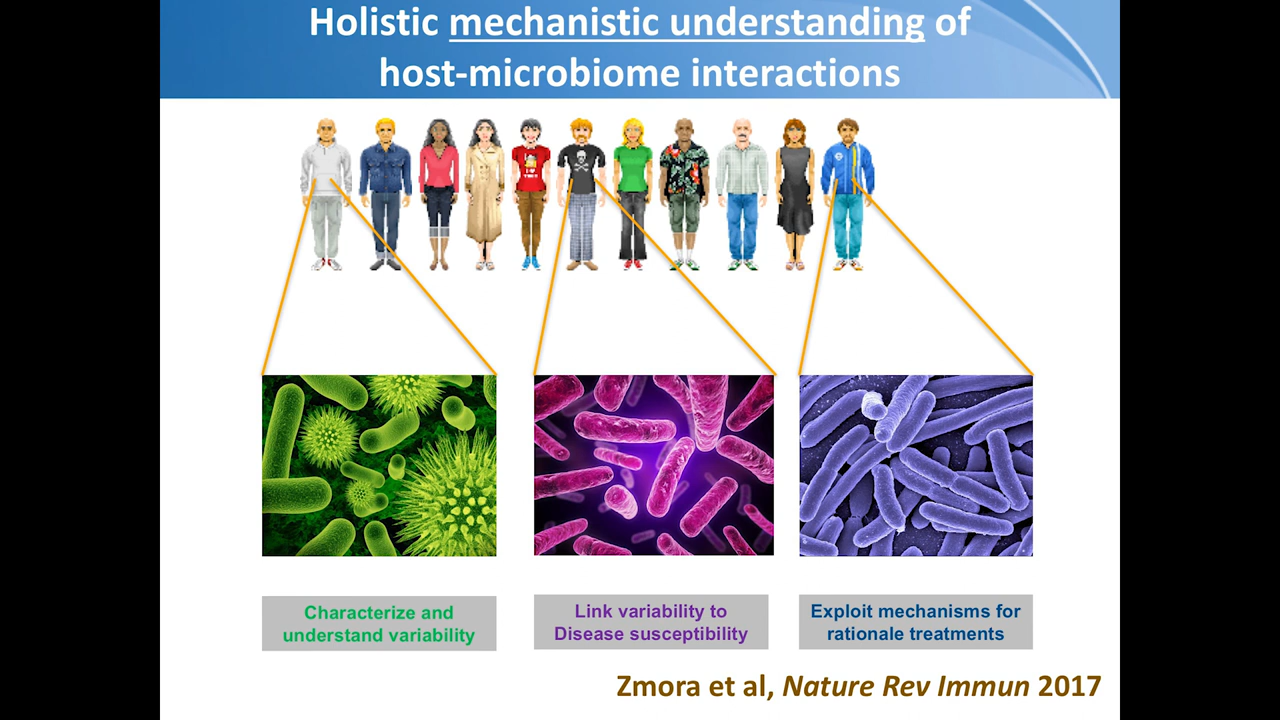 Holistic mechanistic understanding of
host-microbiome interactions
Characterize and
understand variability
Link variability to
Disease susceptibility
Exploit mechanisms for
rationale treatments
Zmora et al, Nature Rev Immun 2017